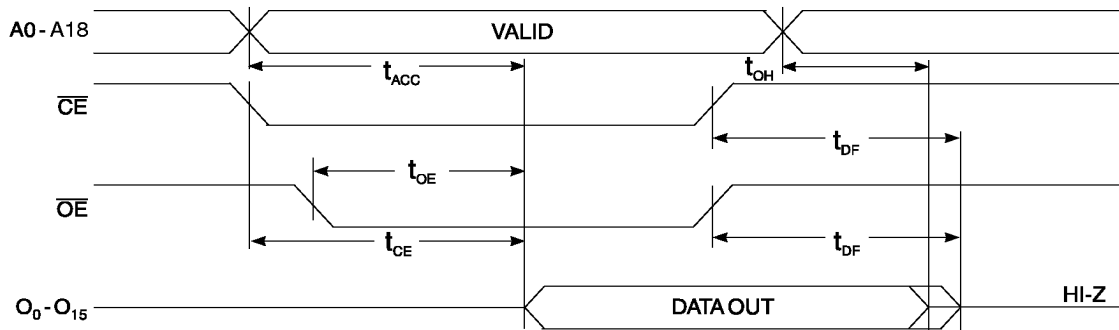 A0 - A18
VALID
tACC
tOH
CE
tDF
tOE
OE
tCE
tDF
O0 - O15
DATA OUT
HI-Z